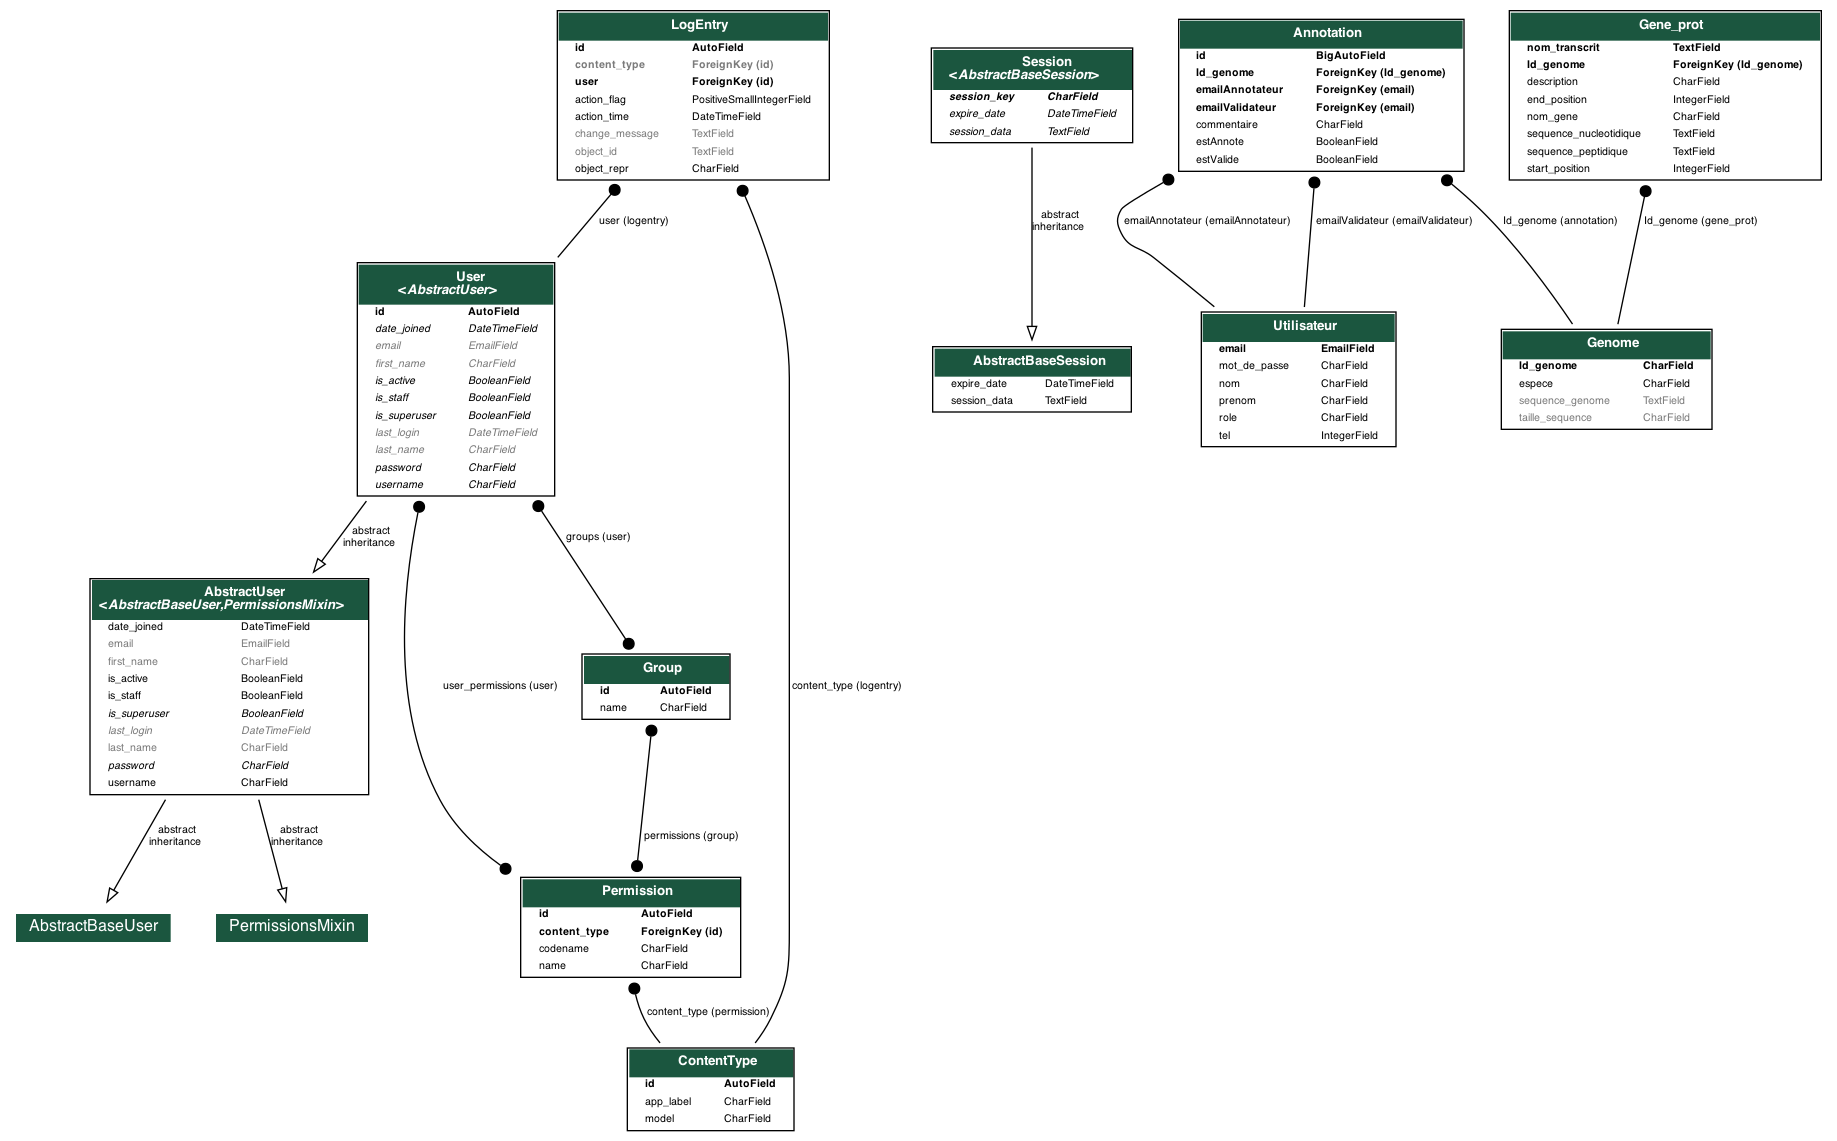 LogEntry
id AutoField
content_type ForeignKey (id)
user ForeignKey (id)
action_flag PositiveSmallIntegerField
action_time DateTimeField
change_message TextField
object_id TextField
object_repr CharField
Session
<AbstractBaseSession>
session_key CharField
expire_date DateTimeField
session_data TextField
Annotation
id BigAutoField
Id_genome ForeignKey (Id_genome)
emailAnnotateur ForeignKey (email)
emailValidateur ForeignKey (email)
commentaire CharField
estAnnote BooleanField
estValide BooleanField
Gene_prot
nom_transcrit TextField
Id_genome ForeignKey (Id_genome)
description CharField
end_position IntegerField
nom_gene CharField
sequence_nucleotidique TextField
sequence_peptidique TextField
start_position IntegerField
user (logentry)
abstract
inheritance
emailAnnotateur (emailAnnotateur)
emailValidateur (emailValidateur)
Id_genome (annotation)
Id_genome (gene_prot)
User
<AbstractUser>
id AutoField
date_joined DateTimeField
email EmailField
first_name CharField
is_active BooleanField
is_staff BooleanField
is_superuser BooleanField
last_login DateTimeField
last_name CharField
password CharField
username CharField
AbstractBaseSession
expire_date DateTimeField
session_data TextField
Utilisateur
email EmailField
mot_de_passe CharField
nom CharField
prenom CharField
role CharField
tel IntegerField
Genome
Id_genome CharField
espece CharField
sequence_genome TextField
taille_sequence CharField
abstract
inheritance
groups (user)
AbstractUser
<AbstractBaseUser,PermissionsMixin>
date_joined DateTimeField
email EmailField
first_name CharField
is_active BooleanField
is_staff BooleanField
is_superuser BooleanField
last_login DateTimeField
last_name CharField
password CharField
username CharField
user_permissions (user)
Group
id AutoField
name CharField
content_type (logentry)
abstract
inheritance
abstract
inheritance
permissions (group)
AbstractBaseUser
PermissionsMixin
Permission
id AutoField
content_type ForeignKey (id)
codename CharField
name CharField
content_type (permission)
ContentType
id AutoField
app_label CharField
model CharField